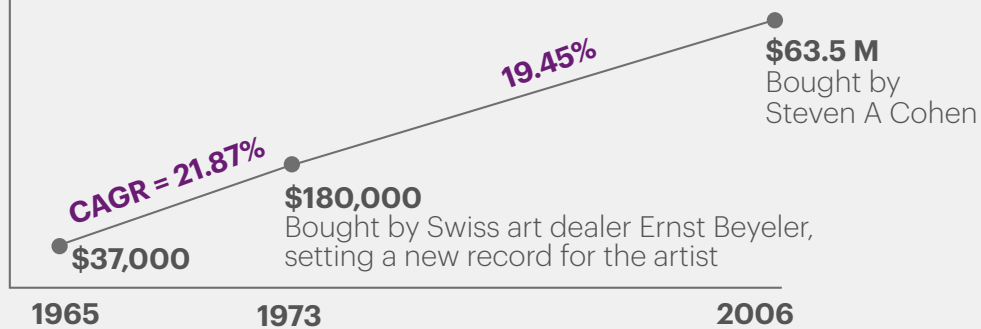 19.45%
$63.5 M
Bought by
Steven A Cohen
CAGR = 21.87%
$180,000
Bought by Swiss art dealer Ernst Beyeler,
setting a new record for the artist
$37,000
1965
1973
2006